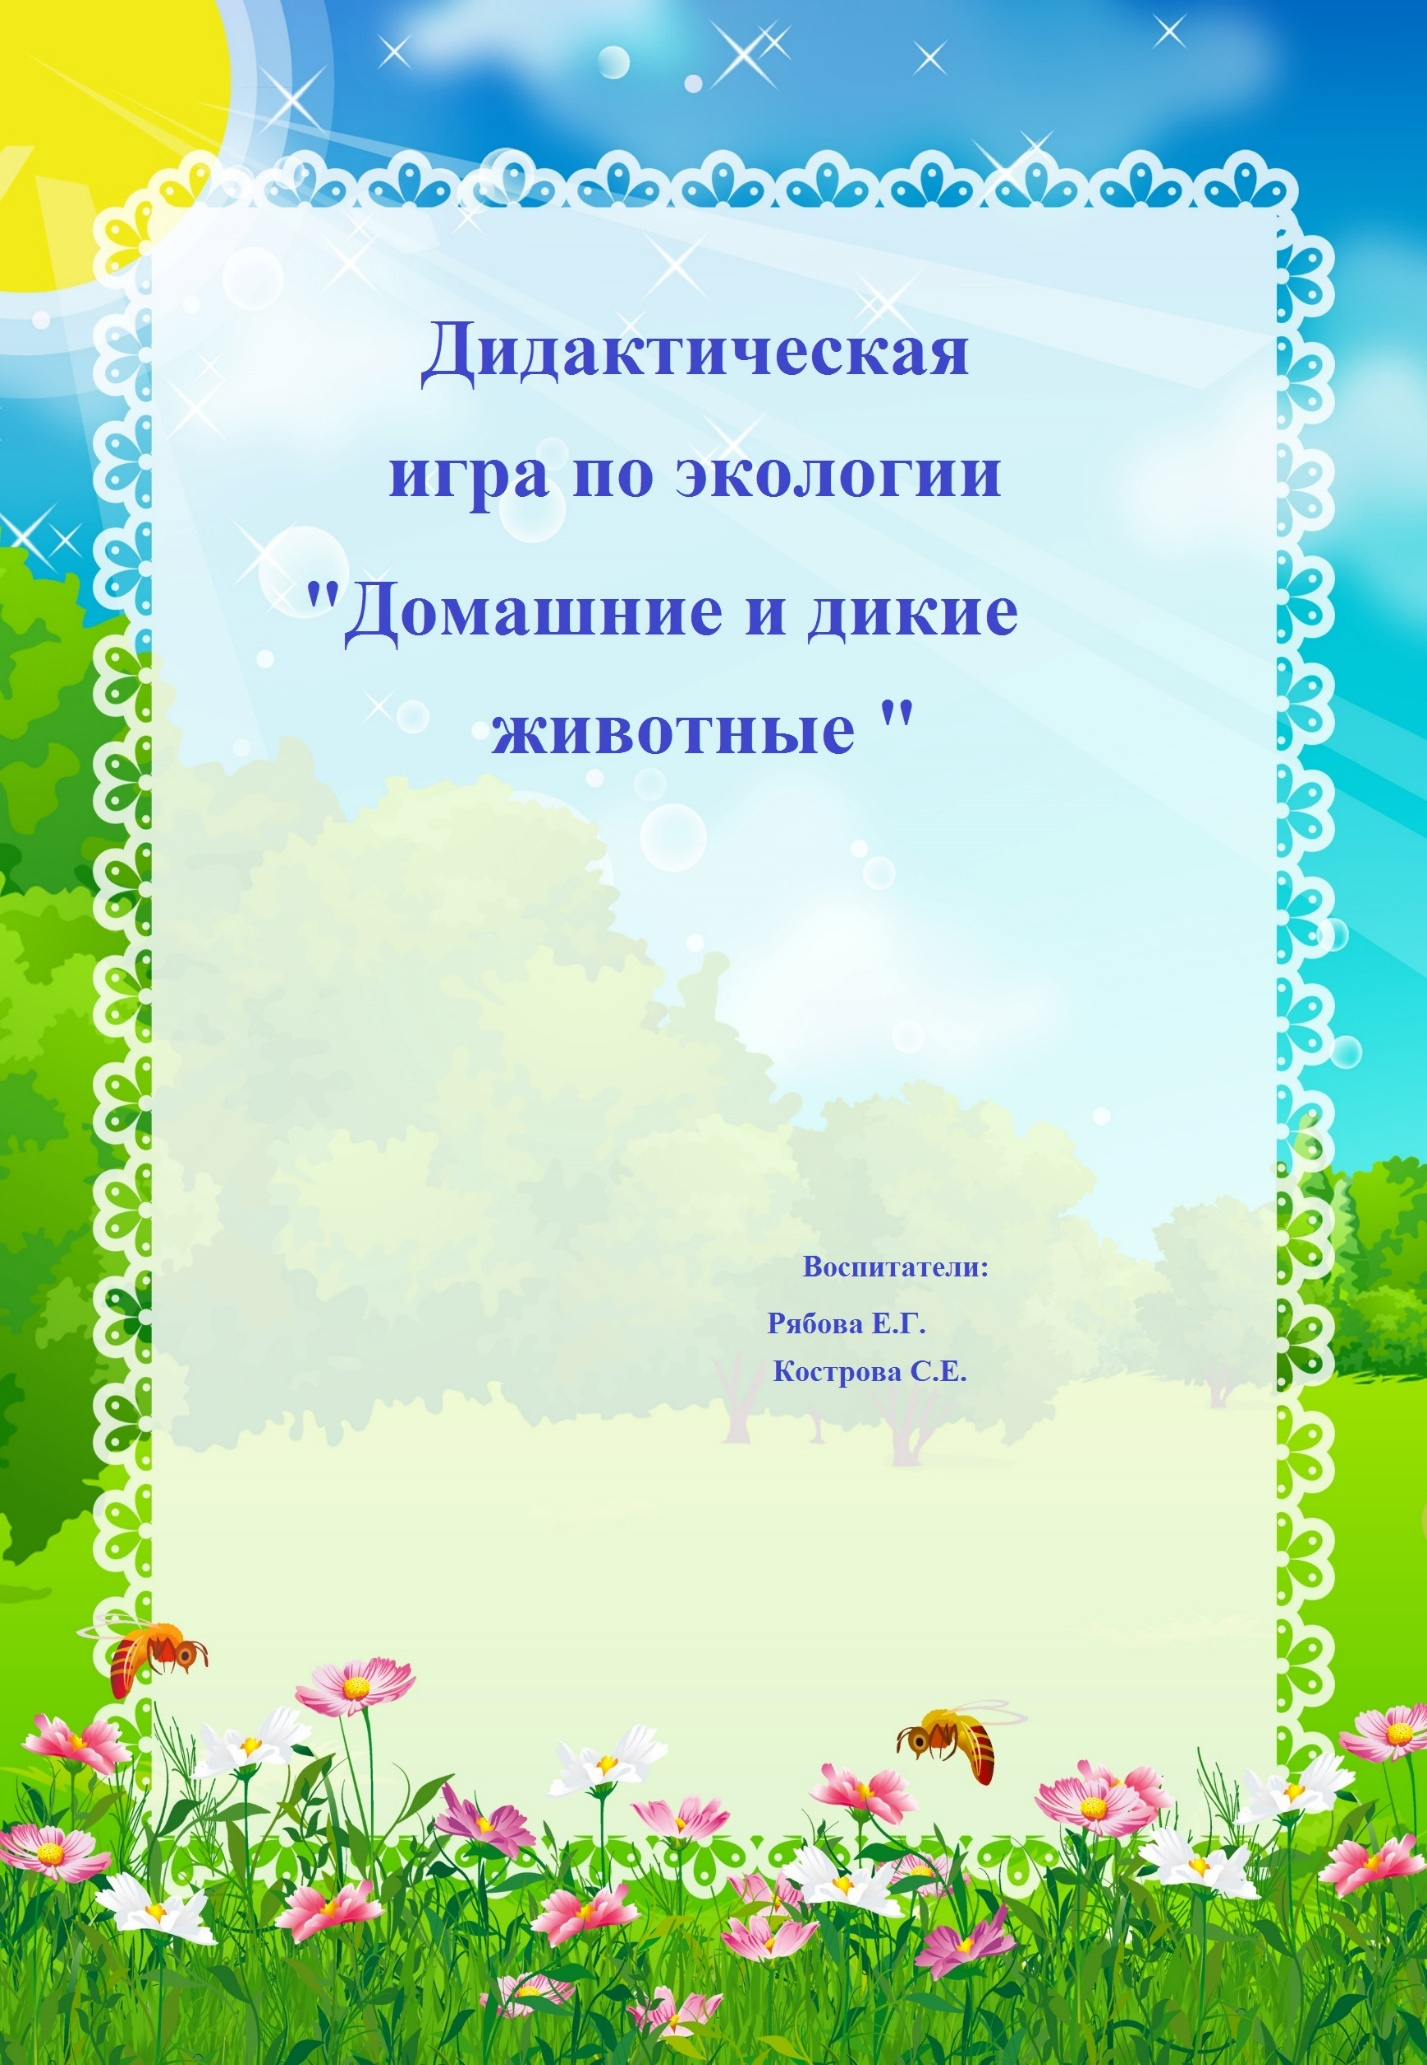 Дидактическая
игра по экологии
"Домашние и дикие
животные "
Воспитатели:
Рябова Е.Г.
Кострова С.Е.